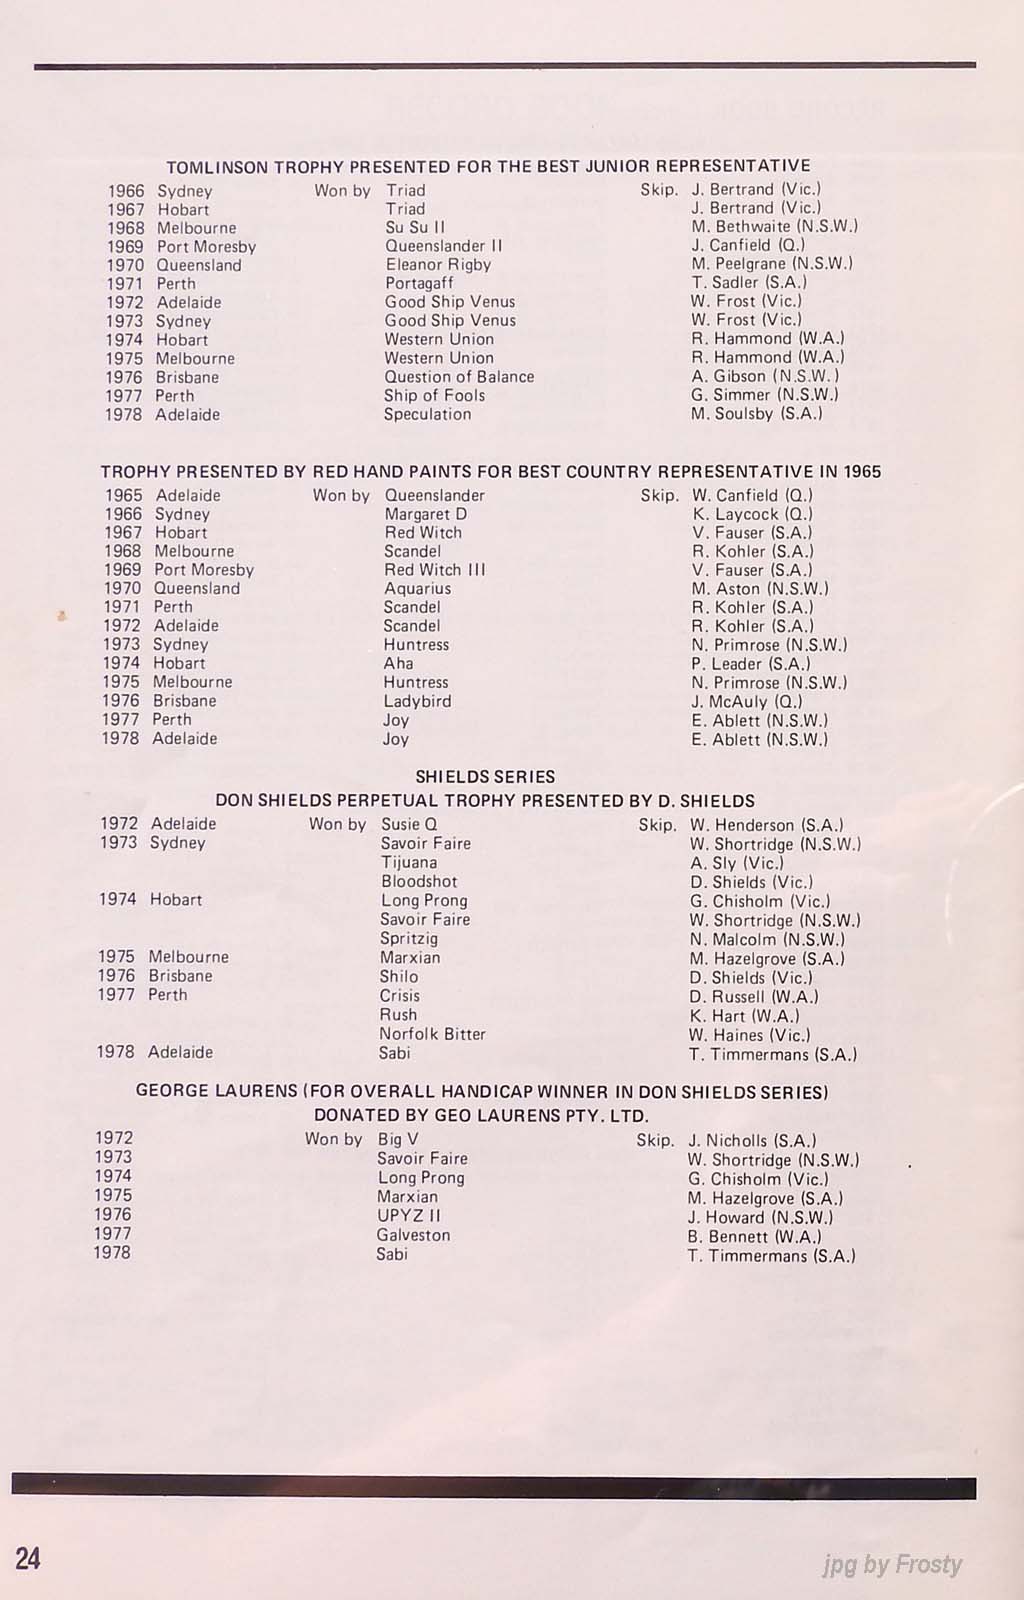 TOMLINSON TROPHY PRESENTED FOR THE BEST JUNIOR REPRESENTATIVE
1966 Sydney Won by Triad Skip. J. Bertrand (Vic.)
1967 Hobart Triad J. Bertrand (Vic.)
1968 Melbourne Su Su II M. Bethwaite (N.S.W.)
1969 Port Moresby Queenslander II J. Canfield (Q.)
1970 Queensland Eleanor Rigby M. Peelgrane (N.S.W.)
1971 Perth Portagaff T. Sadler (S.A.)
1972 Adelaide Good Ship Venus W. Frost (Vic.)
1973 Sydney Good Ship Venus W. Frost (Vic.)
1974 Hobart Western Union R. Hammond (W.A.)
1975 Melbourne Western Union R. Hammond (W.A.)
1976 Brisbane Question of Balance A. Gibson (N.S.W.)
1977 Perth Ship of Fools G. Simmer (N.S.W.)
1978 Adelaide Speculation M. Soulsby (S.A.)
TROPHY PRESENTED BY RED HAND PAINTS FOR BEST COUNTRY REPRESENTATIVE IN 1965
1965 Adelaide Won by Queenslander Skip. W. Canfield (Q.)
1966 Sydney Margaret D K. Laycock (Q.)
1967 Hobart Red Witch V. Fauser (S.A.)
1968 Melbourne Scandel R. Kohler (S.A.)
1969 Port Moresby Red Witch III V. Fauser (S.A.)
1970 Queensland Aquarius M. Aston (N.S.W.)
1971 Perth Scandel R. Kohler (S.A.)
1972 Adelaide Scandel R. Kohler (S.A.)
1973 Sydney Huntress N. Primrose (N.S.W.)
1974 Hobart Aha P. Leader (S.A.)
1975 Melbourne Huntress N. Primrose (N.S.W.)
1976 Brisbane Ladybird J. McAuly (Q.)
1977 Perth Joy E. Ablett (N.S.W.)
1978 Adelaide Joy E. Ablett (N.S.W.)
SHIELDS SERIES
DON SHIELDS PERPETUAL TROPHY PRESENTED BY D. SHIELDS
1972 Adelaide Won by Susie Q Skip. W. Henderson (S.A.)
1973 Sydney Savoir Faire W. Shortridge (N.S.W.)
Tijuana A. Sly (Vic.)
Bloodshot D. Shields (Vic.)
1974 Hobart Long Prong G. Chisholm (Vic.)
Savoir Faire W. Shortridge (N.S.W.)
Spritzig N. Malcolm (N.S.W.)
1975 Melbourne Marxian M. Hazelgrove (S.A.)
1976 Brisbane Shilo D. Shields (Vic.)
1977 Perth Crisis D. Russell (W.A.)
Rush K. Hart (W.A.)
Norfolk Bitter W. Haines (Vic.)
1978 Adelaide Sabi T. Timmermans (S.A.)
GEORGE LAURENS (FOR OVERALL HANDICAP WINNER IN DON SHIELDS SERIES)
DONATED BY GEO LAURENS PTY. LTD.
1972 Won by Big V Skip. J. Nicholls (S.A.)
1973 Savoir Faire W. Shortridge (N.S.W.)
1974 Long Prong G. Chisholm (Vic.)
1975 Marxian M. Hazelgrove (S.A.)
1976 UPYZ II J. Howard (N.S.W.)
1977 Galveston B. Bennett (W.A.)
1978 Sabi T. Timmermans (S.A.)
24
jpg by Frosty